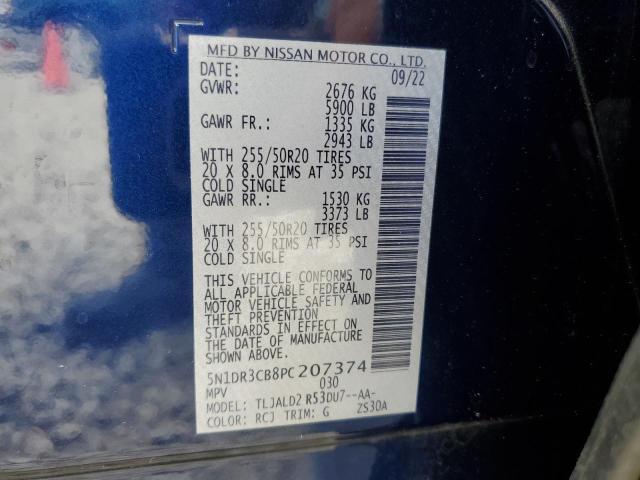 MFD BY NISSAN MOTOR CO., LTD.
DATE: 09/22
GVWR: 2676 KG
5900 LB
GAWR FR.: 1335 KG
2943 LB
WITH 255/50R20 TIRES
20 X 8.0 RIMS AT 35 PSI
COLD SINGLE
GAWR RR.: 1530 KG
3373 LB
WITH 255/50R20 TIRES
20 X 8.0 RIMS AT 35 PSI
COLD SINGLE
THIS VEHICLE CONFORMS TO
ALL APPLICABLE FEDERAL
MOTOR VEHICLE SAFETY AND
THEFT PREVENTION
STANDARDS IN EFFECT ON
THE DATE OF MANUFACTURE
SHOWN ABOVE.
5N1DR3CB8PC207374
MPV 030
MODEL: TLJALD2 R53DU7--AA-
COLOR: RCJ TRIM: G ZS30A